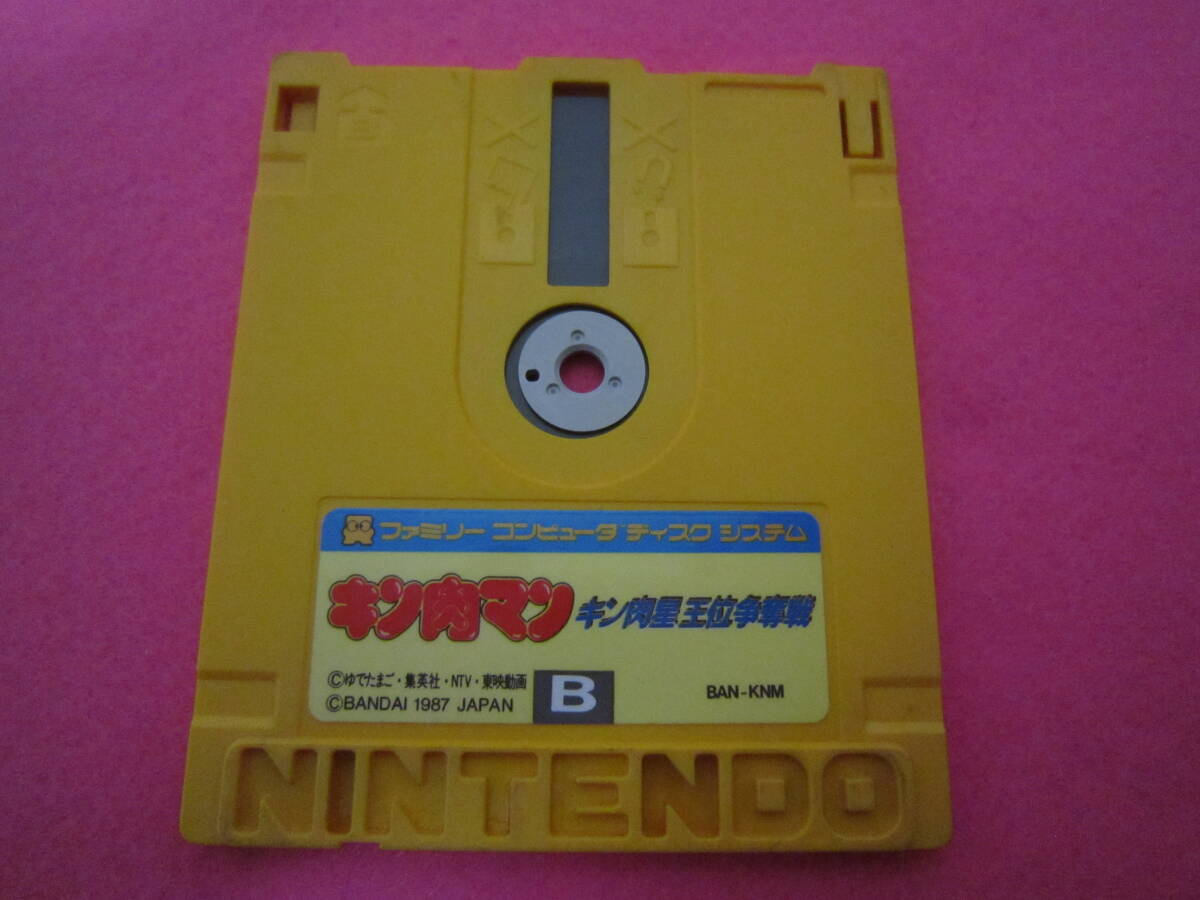 ファミリー コンピュータ ディスク システム
キン肉マン キン肉星王位争奪戦
©ゆでたまご・集英社・NTV・東映動画
©BANDAI 1987 JAPAN
B
BAN-KNM
NINTENDO